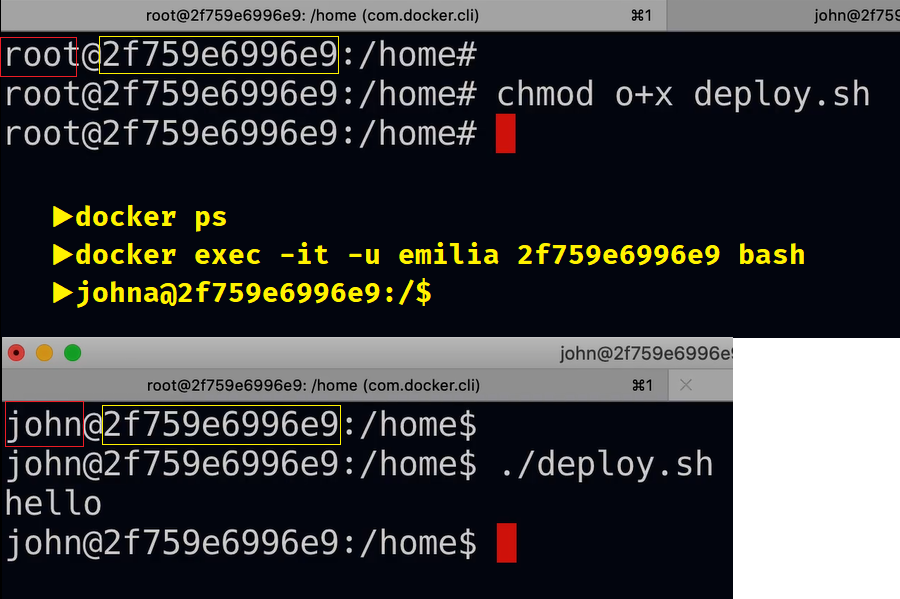 root@2f759e6996e9: /home (com.docker.cli) ⌘1 john@2f759
root@2f759e6996e9:/home#
root@2f759e6996e9:/home# chmod o+x deploy.sh
root@2f759e6996e9:/home#
▶docker ps
▶docker exec -it -u emilia 2f759e6996e9 bash
▶johna@2f759e6996e9:/$
john@2f759e6996e9
root@2f759e6996e9: /home (com.docker.cli) ⌘1
john@2f759e6996e9:/home$
john@2f759e6996e9:/home$ ./deploy.sh
hello
john@2f759e6996e9:/home$